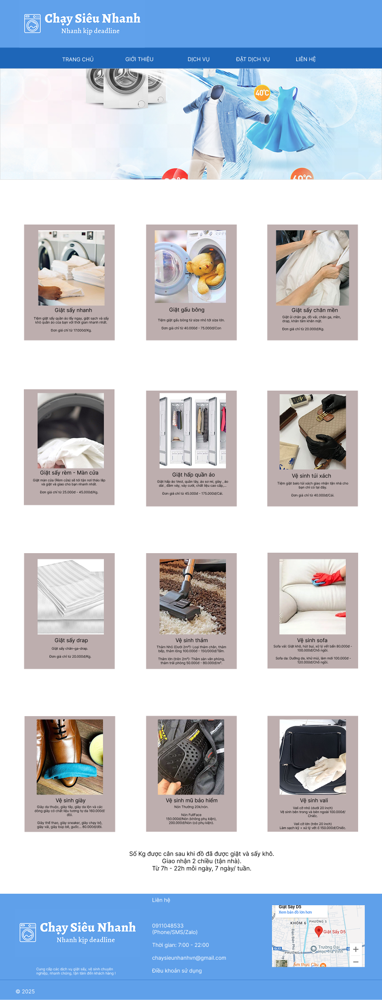 Chạy Siêu Nhanh
Nhanh kịp deadline
TRANG CHỦ
GIỚI THIỆU
DỊCH VỤ
ĐẶT DỊCH VỤ
LIÊN HỆ
40°C
60°C
Giặt sấy nhanh
Tiệm giặt sấy quần áo lấy ngay, giặt sạch và sấy
khô quần áo của bạn với thời gian nhanh nhất.
Đơn giá chỉ từ 17.000đ/Kg.
Giặt gấu bông
Tiệm giặt gấu bông từ size nhỏ tới size lớn.
Đơn giá chỉ từ 40.000đ - 75.000đ/Con
Giặt sấy chăn mền
Giặt ủi chăn ga, đồ vải, chăn ga, mền,
drap, khăn tắm khăn mặt.
Đơn giá chỉ từ 20.000đ/Kg.
Giặt sấy rèm - Màn cửa
Giặt màn cửa (Rèm cửa) sẽ tới tận nơi tháo lắp
và giặt và giao cho bạn nhanh nhất.
Đơn giá chỉ từ 25.000đ - 45.000đ/Kg.
Giặt hấp quần áo
Giặt hấp áo Vest, quần tây, áo sơ mi, giày , áo
dài , đầm váy, váy cưới, chất liệu cao cấp,...
Đơn giá chỉ từ 45.000đ - 175.000đ/Cái.
Vệ sinh túi xách
Tiệm giặt balo túi xách giao nhận tận nhà cho
bạn chỉ có tại đây.
Đơn giá chỉ từ 40.000đ/Cái.
Giặt sấy drap
Giặt sấy chăn-ga-drap.
Đơn giá chỉ từ 20.000đ/Kg.
Vệ sinh thảm
Thảm Nhỏ (Dưới 2m²): Loại thảm chân, thảm
bếp, thảm lông 100.000đ - 150/000đ/Tấm.
Thảm lớn (trên 2m²): Thảm sàn văn phòng,
thảm trải phòng 50.000đ - 80.000đ/m².
Vệ sinh sofa
Sofa vải: Giặt khô, hút bụi, xử lý vết bẩn 80.000đ -
100.000đ/Chỗ ngồi.
Sofa da: Dưỡng da, khử mùi, làm mới 100.000đ -
120.000đ/Chỗ ngồi.
Vệ sinh giày
Giày da thuộc, giày tây, giày da lộn và các
dòng giày có chất liệu tương tự da 160.000đ/
đôi.
Giày thể thao, giày sneaker, giày chạy bộ,
giày vải, giày búp bê, guốc... 80.000đ/đôi.
Vệ sinh mũ bảo hiểm
Nón Thường 20k/nón.
Nón FullFace
150.000đ/Nón (không phụ kiện),
200.000đ/Nón (có phụ kiện).
Vệ sinh vali
Vali cỡ nhỏ (dưới 20 inch)
Vệ sinh bên trong và bên ngoài 100.000đ/
Chiếc.
Vali cỡ lớn (trên 20 inch)
Làm sạch kỹ + xử lý vết ố 150.000đ/Chiếc.
Số Kg được cân sau khi đồ đã được giặt và sấy khô.
Giao nhận 2 chiều (tận nhà).
Từ 7h - 22h mỗi ngày, 7 ngày/ tuần.
Chạy Siêu Nhanh
Nhanh kịp deadline
Cung cấp các dịch vụ giặt sấy, vệ sinh chuyên
nghiệp, nhanh chóng, tận tâm đến khách hàng !
Liên hệ
0911048533
(Phone/SMS/Zalo)
Thời gian: 7:00 - 22:00
chaysieunhanhvn@gmail.com
Điều khoản sử dụng
Giặt Sấy D5
Xem bản đồ lớn hơn
KHÓM 6
PHƯỜNG 5
Giặt Sấy D5
Điện Biên Phủ
QL53
PHƯỜNG 6
Trường Đại
Học Trà Vinh
Ẩm thực Cầu
© 2025